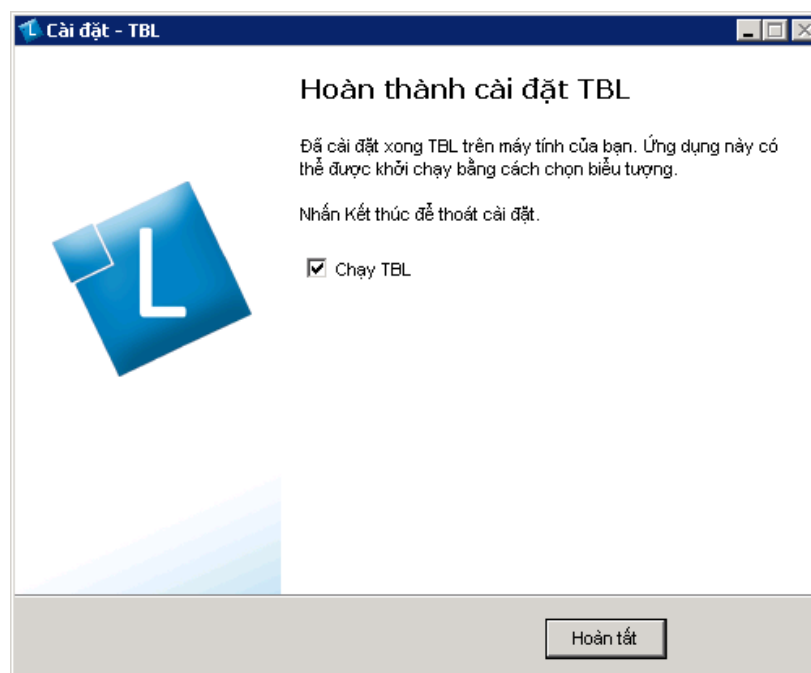 Cài đặt - TBL
Hoàn thành cài đặt TBL
Đã cài đặt xong TBL trên máy tính của bạn. Ứng dụng này có
thể được khởi chạy bằng cách chọn biểu tượng.
Nhấn Kết thúc để thoát cài đặt.
Chạy TBL
L
Hoàn tất